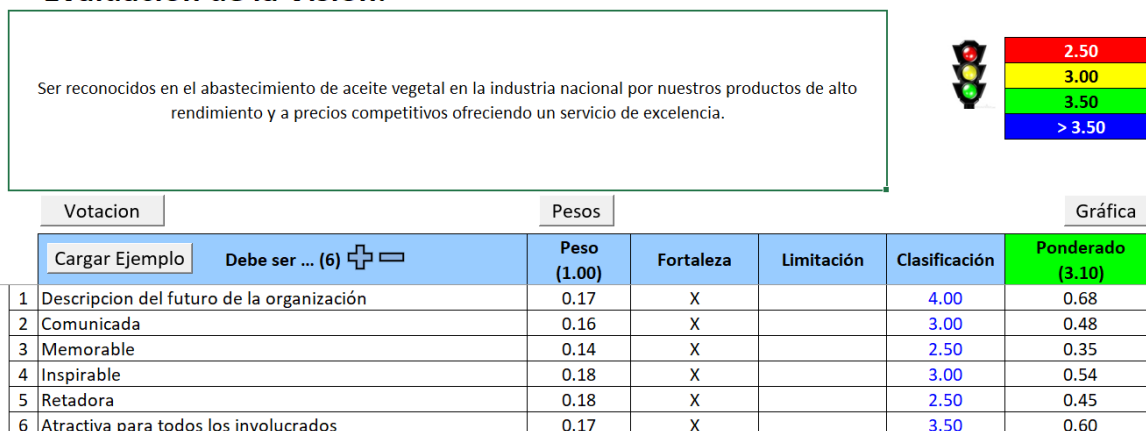 Evaluación de la Visión:
Ser reconocidos en el abastecimiento de aceite vegetal en la industria nacional por nuestros productos de alto
rendimiento y a precios competitivos ofreciendo un servicio de excelencia.
2.50
3.00
3.50
> 3.50
Votacion Pesos Gráfica
Cargar Ejemplo Debe ser ... (6) Peso (1.00) Fortaleza Limitación Clasificación Ponderado (3.10)
1 Descripcion del futuro de la organización 0.17 X 4.00 0.68
2 Comunicada 0.16 X 3.00 0.48
3 Memorable 0.14 X 2.50 0.35
4 Inspirable 0.18 X 3.00 0.54
5 Retadora 0.18 X 2.50 0.45
6 Atractiva para todos los involucrados 0.17 X 3.50 0.60